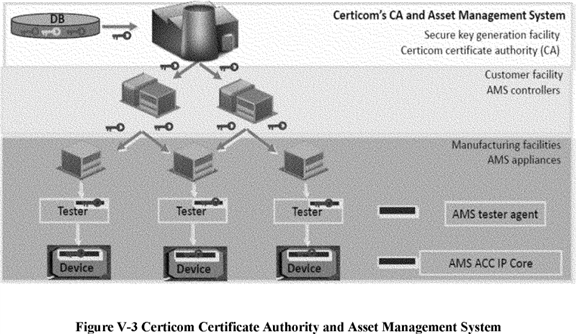 DB
Certicom's CA and Asset Management System
Secure key generation facility
Certicom certificate authority (CA)
Customer facility
AMS controllers
Manufacturing facilities
AMS appliances
Tester
Tester
Tester
AMS tester agent
Device
Device
Device
AMS ACC IP Core
Figure V-3 Certicom Certificate Authority and Asset Management System